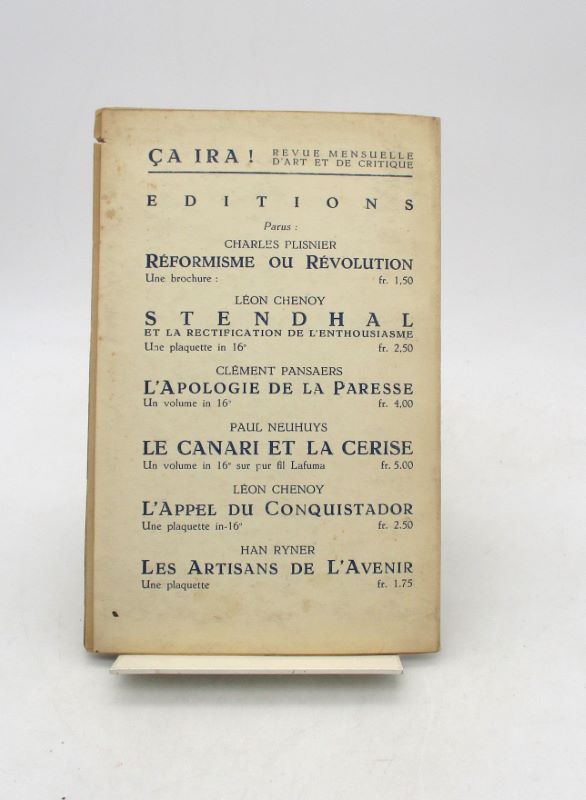 ÇA IRA ! REVUE MENSUELLE
D'ART ET DE CRITIQUE
EDITIONS
Parus :
CHARLES PLISNIER
RÉFORMISME OU RÉVOLUTION
Une brochure : fr. 1,50
LÉON CHENOY
STENDHAL
ET LA RECTIFICATION DE L'ENTHOUSIASME
Une plaquette in 16° fr. 2,50
CLÉMENT PANSAERS
L'APOLOGIE DE LA PARESSE
Un volume in 16° fr. 4,00
PAUL NEUHUYS
LE CANARI ET LA CERISE
Un volume in 16° sur pur fil Lafuma fr. 5.00
LÉON CHENOY
L'APPEL DU CONQUISTADOR
Une plaquette in-16° fr. 2.50
HAN RYNER
LES ARTISANS DE L'AVENIR
Une plaquette fr. 1.75